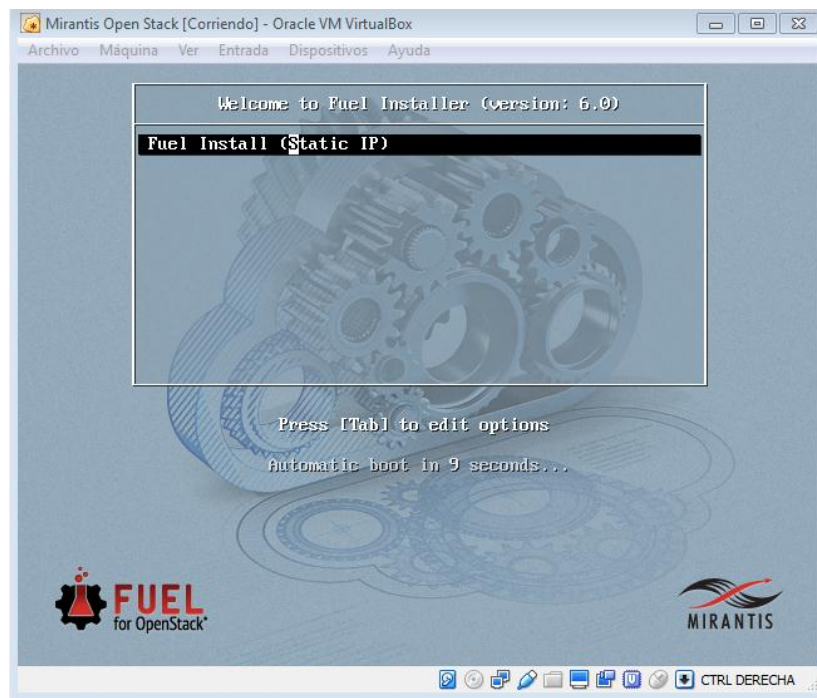 Mirantis Open Stack [Corriendo] - Oracle VM VirtualBox
Archivo Máquina Ver Entrada Dispositivos Ayuda
Welcome to Fuel Installer (version: 6.0)
Fuel Install (Static IP)
Press [Tab] to edit options
Automatic boot in 9 seconds...
FUEL
for OpenStack
MIRANTIS
CTRL DERECHA